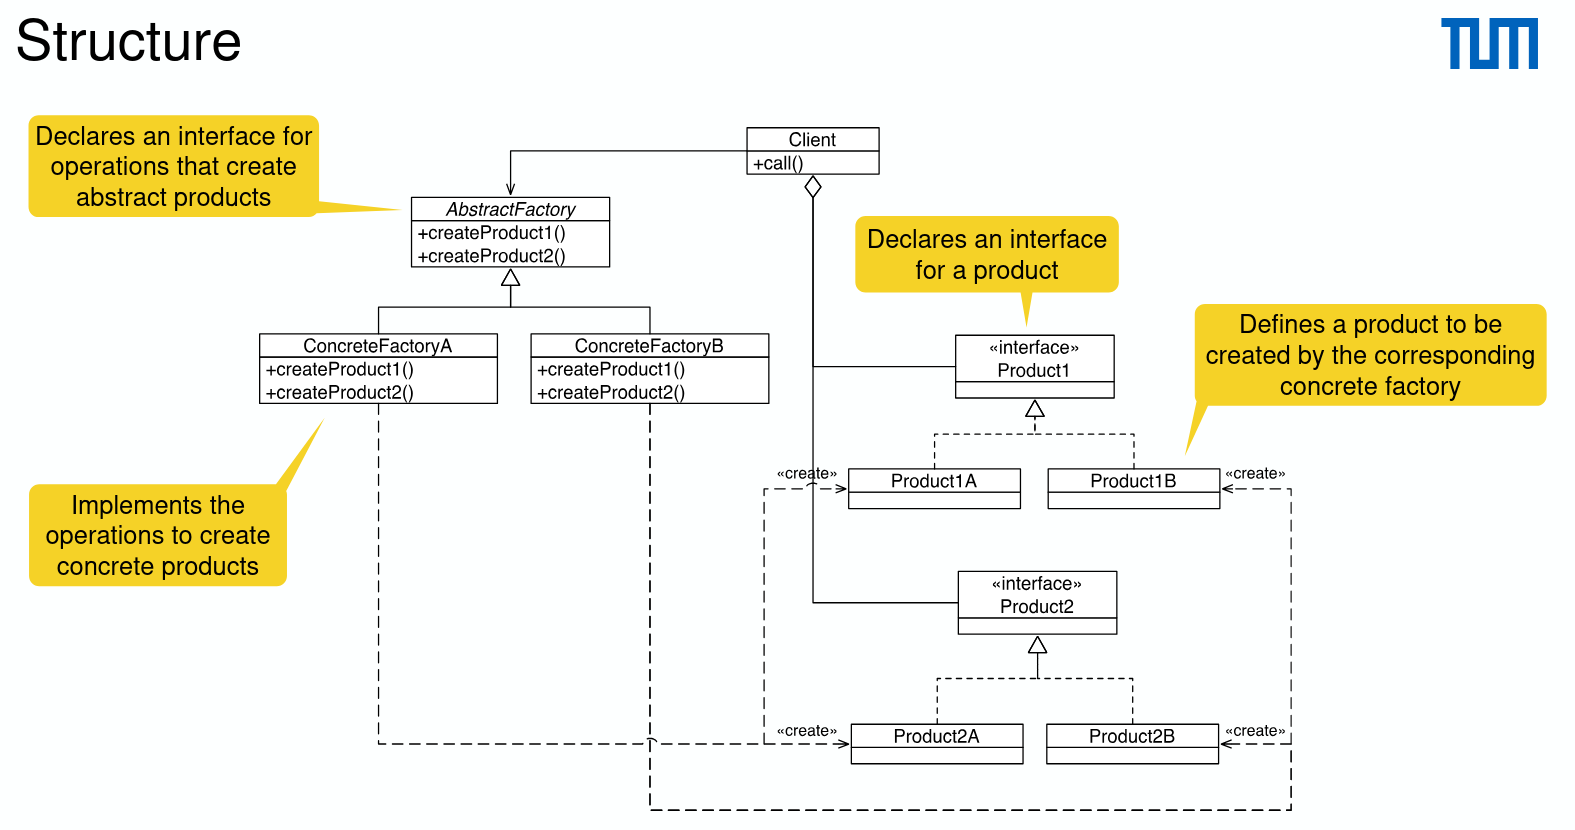 Structure
TUM
Declares an interface for
operations that create
abstract products
Client
+call()
AbstractFactory
+createProduct1()
+createProduct2()
Declares an interface
for a product
Defines a product to be
created by the corresponding
concrete factory
ConcreteFactoryA
+createProduct1()
+createProduct2()
ConcreteFactoryB
+createProduct1()
+createProduct2()
«interface»
Product1
«create»
Product1A
Product1B
«create»
Implements the
operations to create
concrete products
«interface»
Product2
«create»
Product2A
Product2B
«create»